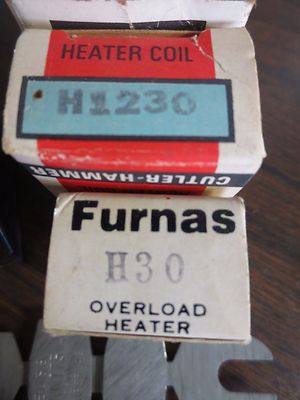 HEATER COIL
H1230
CUTLER-HAMMER
Furnas
H30
OVERLOAD
HEATER